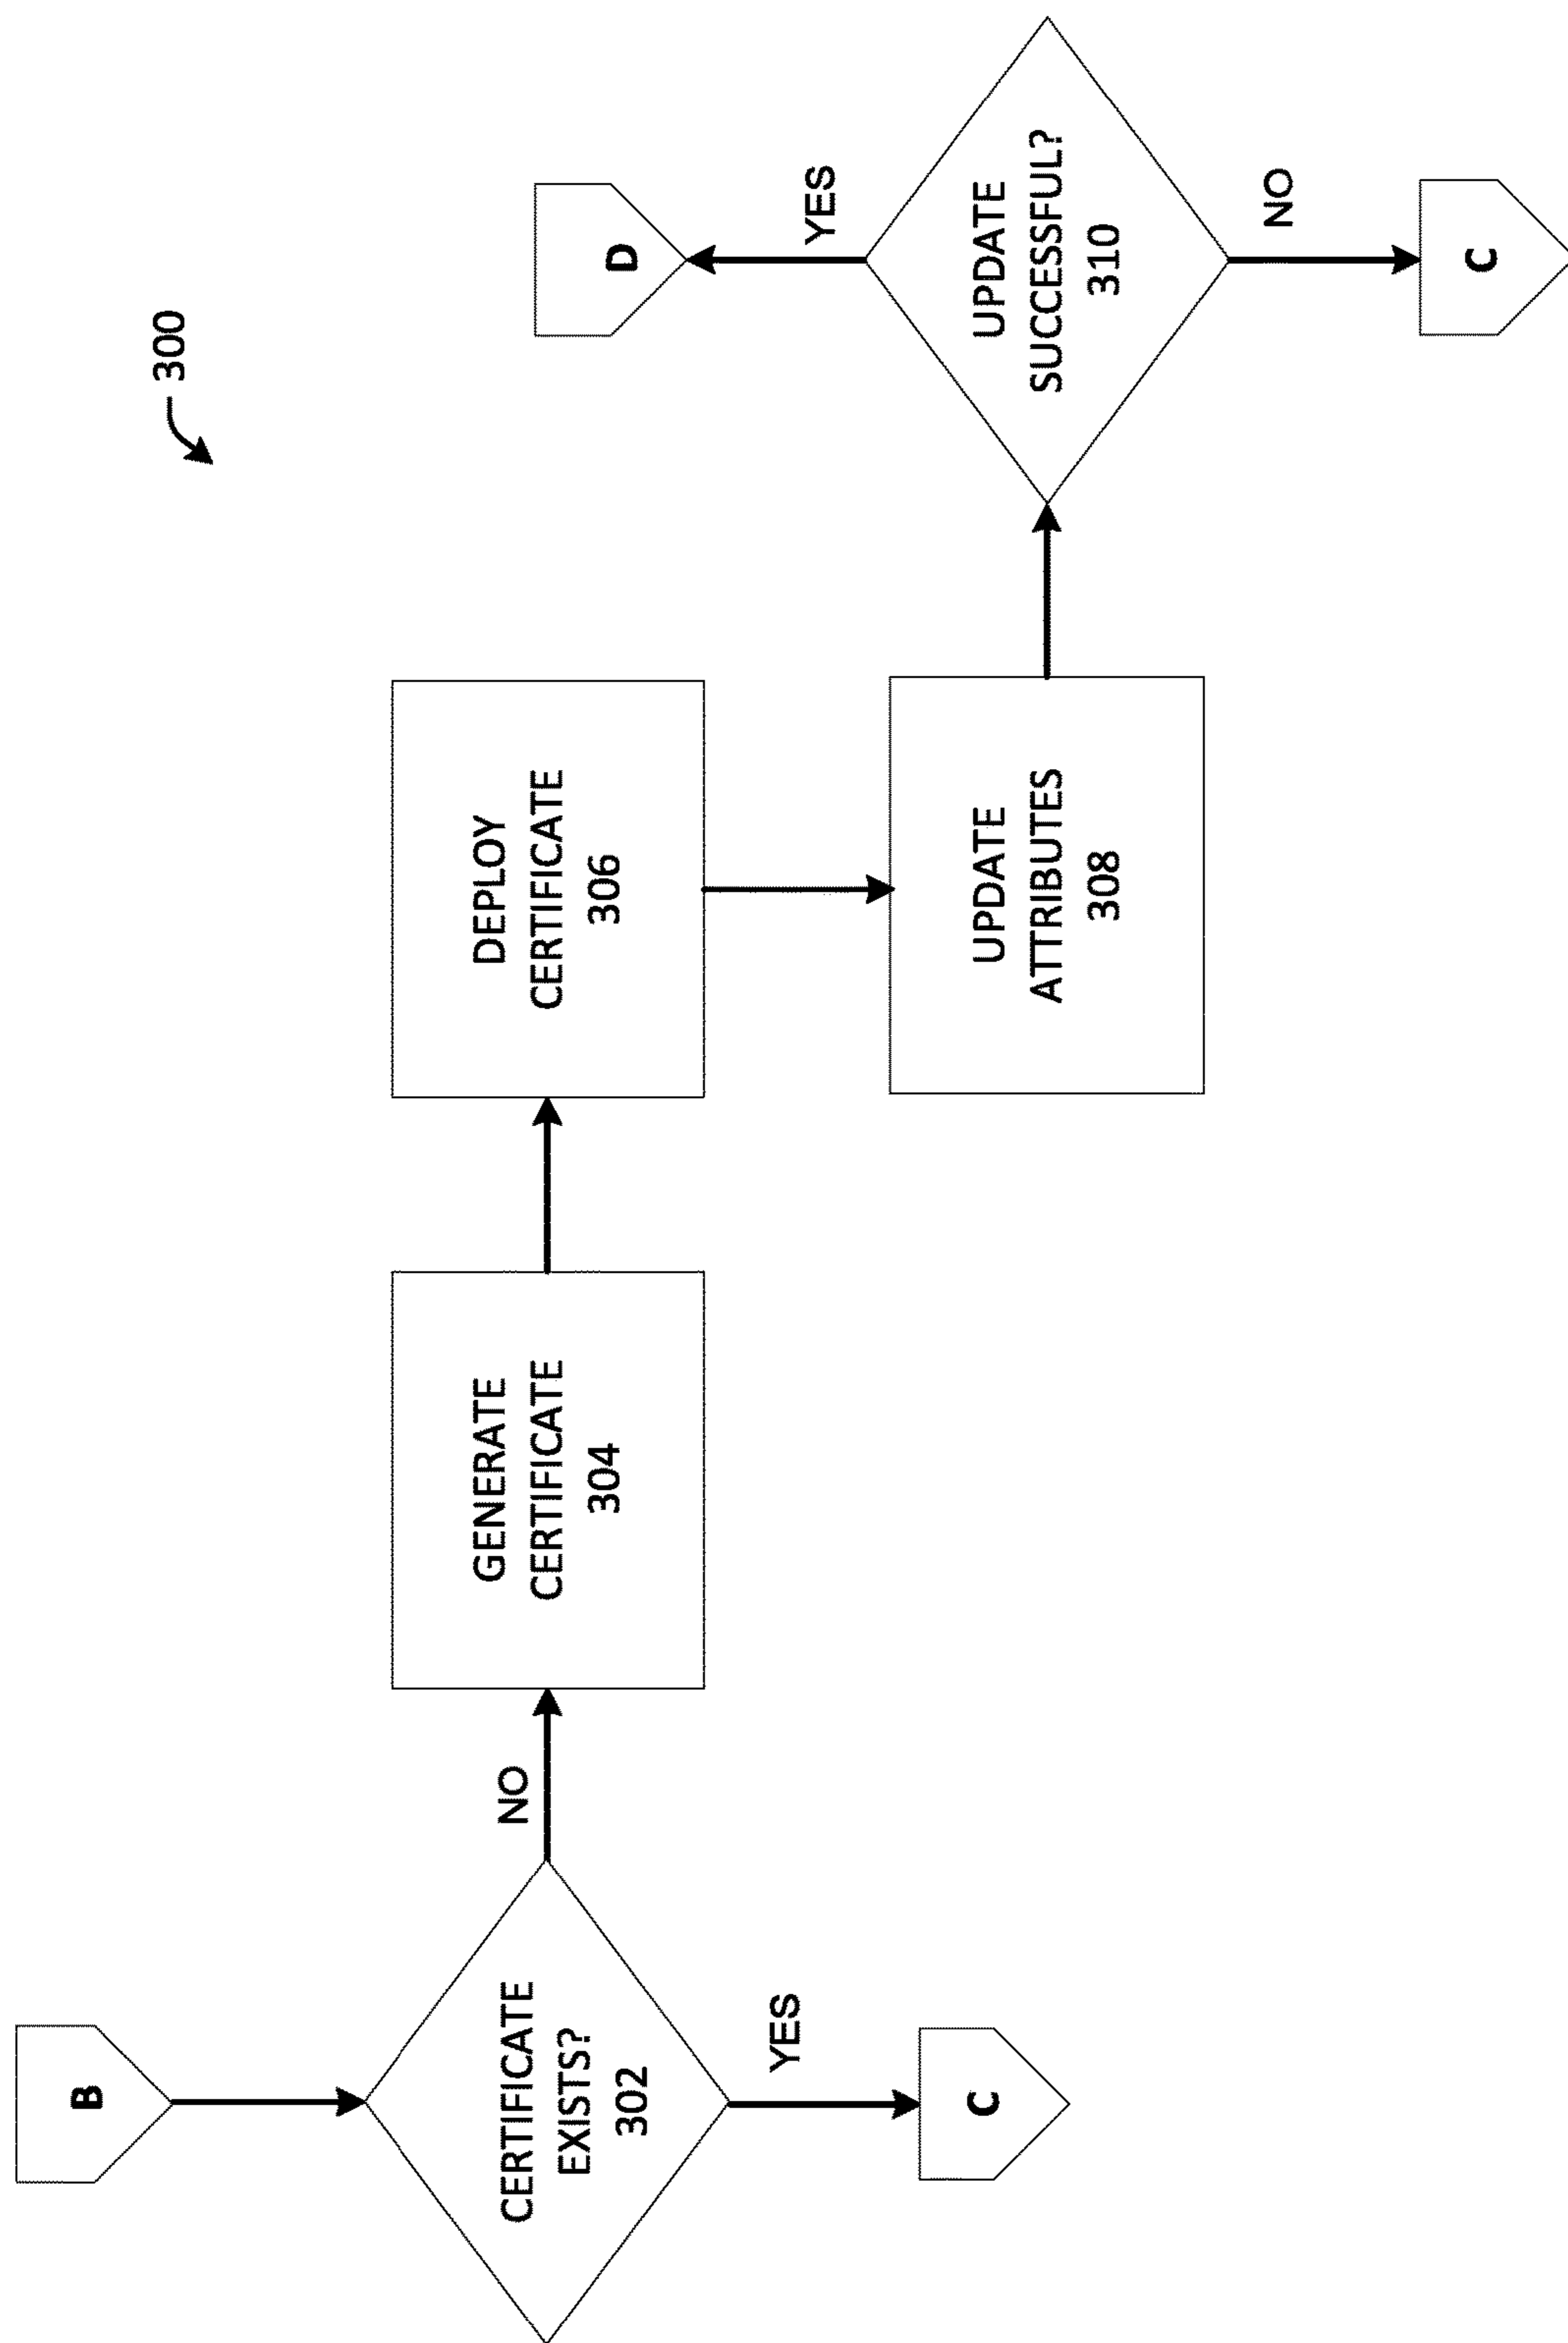 300
B
CERTIFICATE
EXISTS?
302
YES
C
NO
GENERATE
CERTIFICATE
304
DEPLOY
CERTIFICATE
306
UPDATE
ATTRIBUTES
308
UPDATE
SUCCESSFUL?
310
YES
D
NO
C